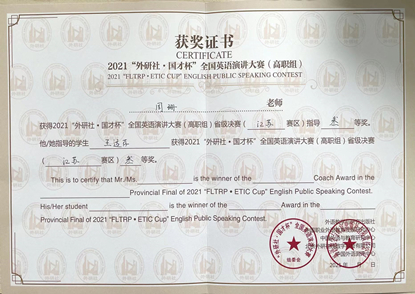 获奖证书
CERTIFICATE
2021“外研社·国才杯”全国英语演讲大赛(高职组)
2021 “FLTRP·ETIC CUP” ENGLISH PUBLIC SPEAKING CONTEST
周姗 老师
获得2021“外研社·国才杯”全国英语演讲大赛(高职组)省级决赛(江苏 赛区)指导 叁 等奖。
他/她指导的学生 获得“外研社·国才杯”全国英语演讲大赛(高职组)省级决赛
(江苏 赛区) 叁 等奖。
This is to certify that Mr./Ms. is the winner of the Coach Award in the
Provincial Final of 2021 “FLTRP·ETIC Cup” English Public Speaking Contest.
His/Her student is the winner of the Award in the
Provincial Final of 2021 “FLTRP·ETIC Cup” English Public Speaking Contest.